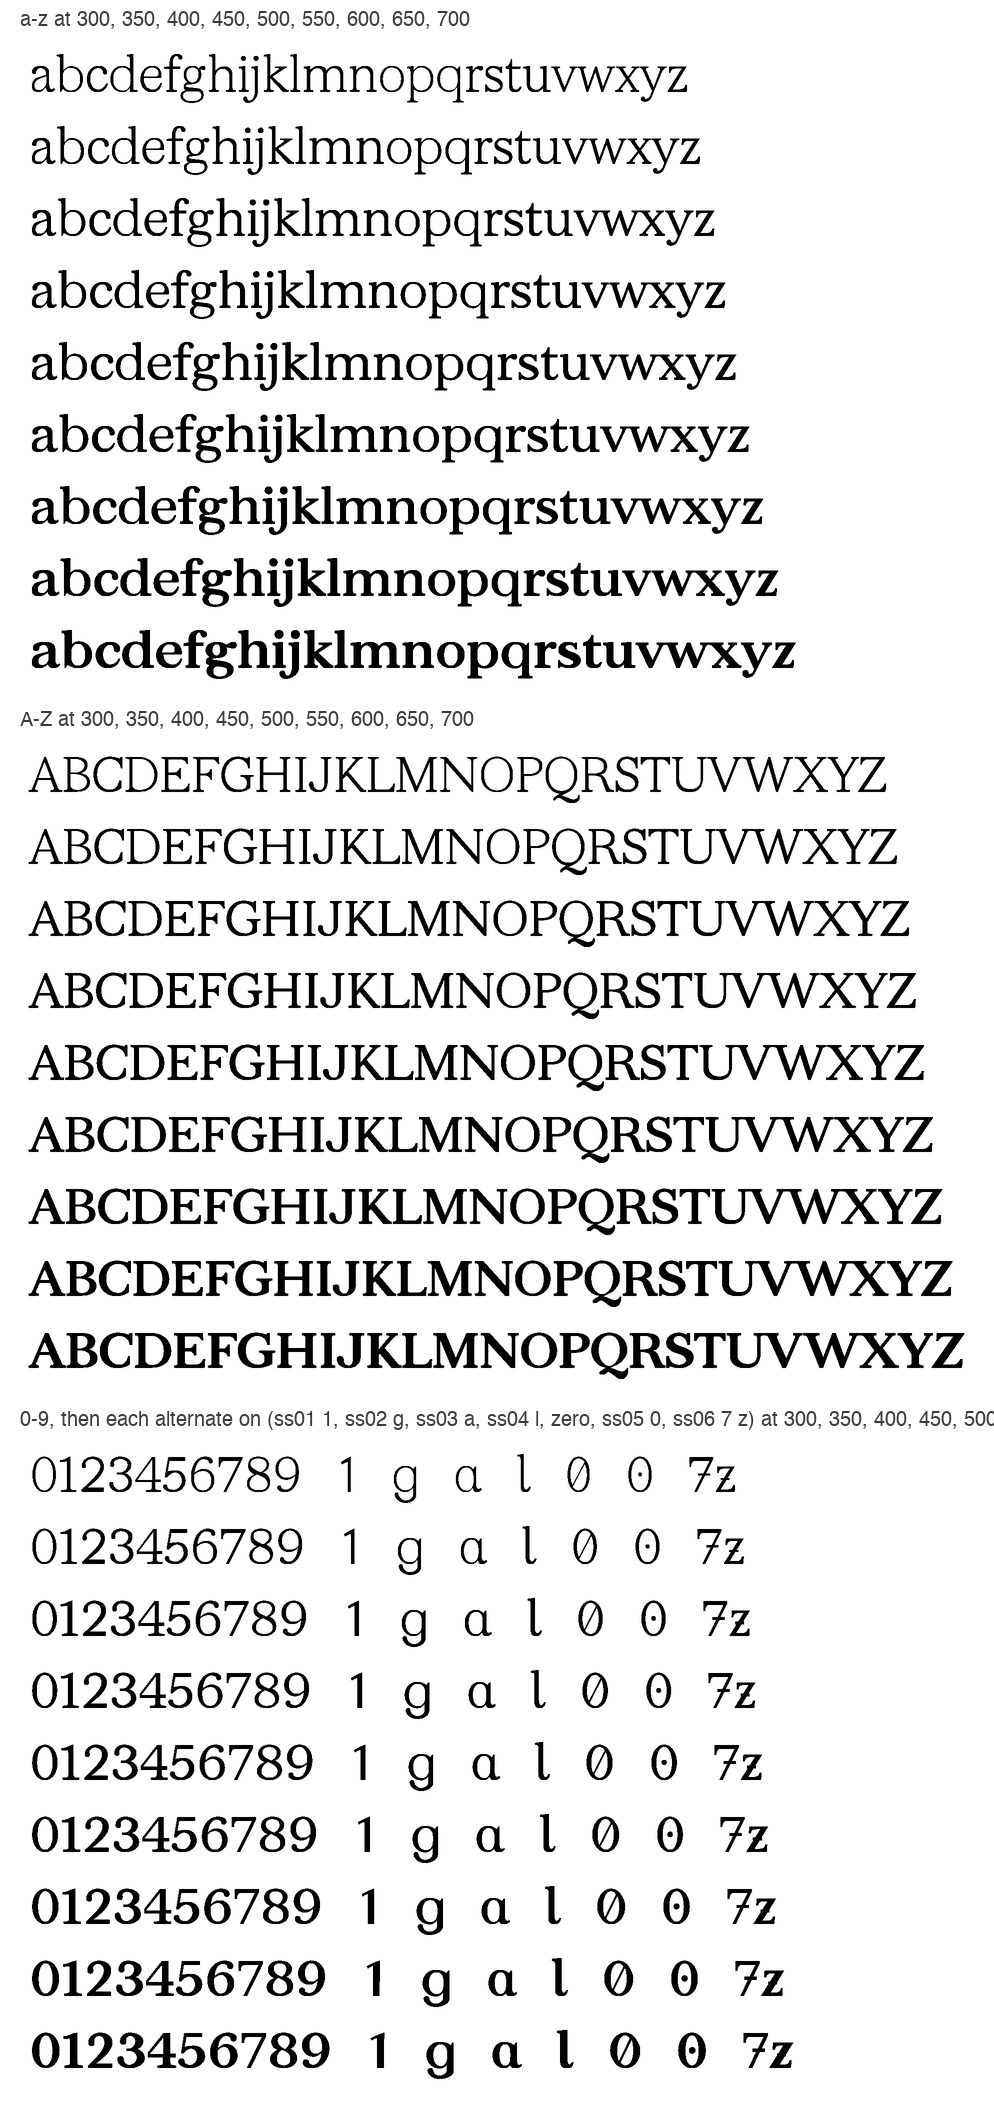 a-z at 300, 350, 400, 450, 500, 550, 600, 650, 700
abcdefghijklmnopqrstuvwxyz
abcdefghijklmnopqrstuvwxyz
abcdefghijklmnopqrstuvwxyz
abcdefghijklmnopqrstuvwxyz
abcdefghijklmnopqrstuvwxyz
abcdefghijklmnopqrstuvwxyz
abcdefghijklmnopqrstuvwxyz
abcdefghijklmnopqrstuvwxyz
abcdefghijklmnopqrstuvwxyz
A-Z at 300, 350, 400, 450, 500, 550, 600, 650, 700
ABCDEFGHIJKLMNOPQRSTUVWXYZ
ABCDEFGHIJKLMNOPQRSTUVWXYZ
ABCDEFGHIJKLMNOPQRSTUVWXYZ
ABCDEFGHIJKLMNOPQRSTUVWXYZ
ABCDEFGHIJKLMNOPQRSTUVWXYZ
ABCDEFGHIJKLMNOPQRSTUVWXYZ
ABCDEFGHIJKLMNOPQRSTUVWXYZ
ABCDEFGHIJKLMNOPQRSTUVWXYZ
ABCDEFGHIJKLMNOPQRSTUVWXYZ
0-9, then each alternate on (ss01 1, ss02 g, ss03 a, ss04 l, zero, ss05 0, ss06 7 z) at 300, 350, 400, 450, 500
0123456789 1 g a l 0 0 7z
0123456789 1 g a l 0 0 7z
0123456789 1 g a l 0 0 7z
0123456789 1 g a l 0 0 7z
0123456789 1 g a l 0 0 7z
0123456789 1 g a l 0 0 7z
0123456789 1 g a l 0 0 7z
0123456789 1 g a l 0 0 7z
0123456789 1 g a l 0 0 7z